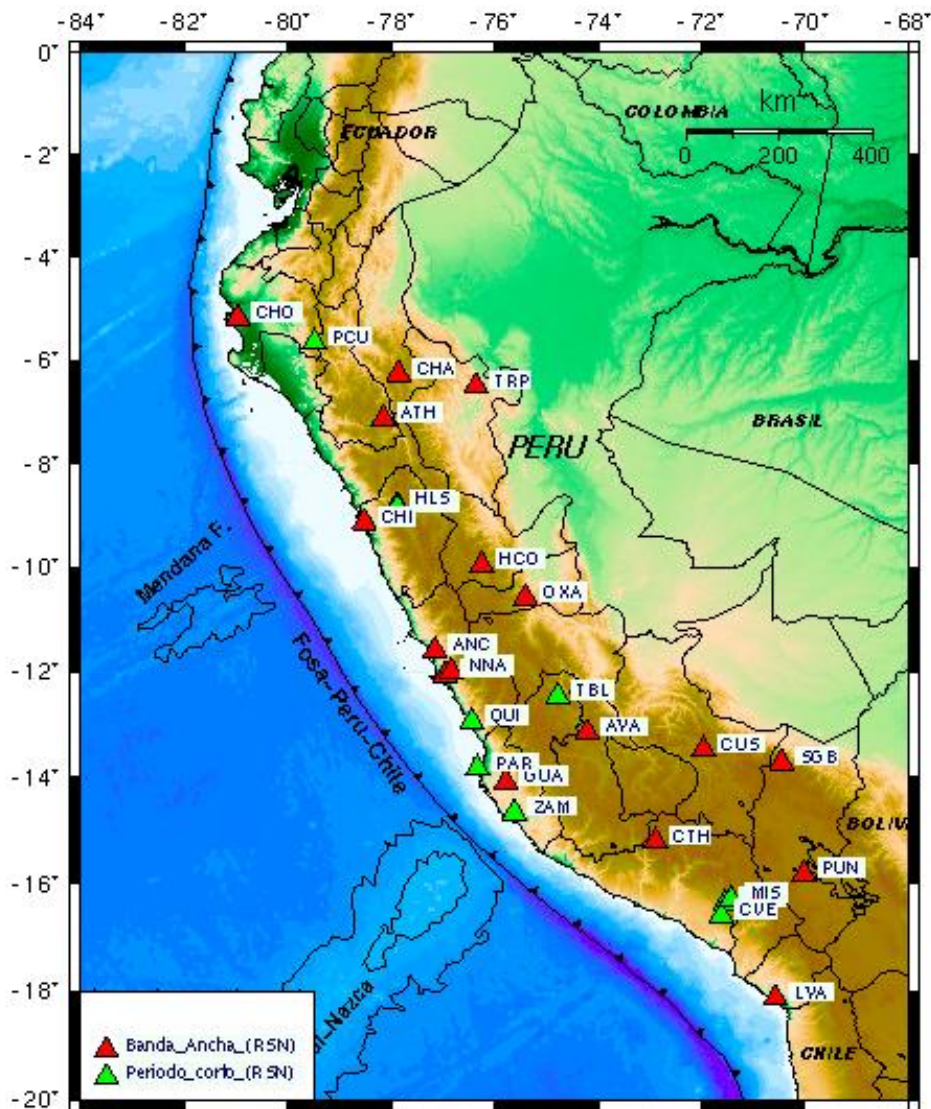 -84 -82 -80 -78 -76 -74 -72 -70 -68
0
km
COLOMBIA
ECUADOR
0 200 400
-2
-4
CHO
PCU
-6
CHA
TRP
ATH
BRASIL
PERU
-8
HLS
CHI
HCO
-10
Mendana F.
OXA
ANC
NNA
-12
Fosa-Peru-Chile
TBL
QUI
AYA
CUS
SGB
PAR
GUA
-14
ZAM
BOLIV
CTH
PUN
-16
MIS
CVE
-18
LYA
Nazca
Banda_Ancha_(RSN)
CHILE
Periodo_corto_(RSN)
-20